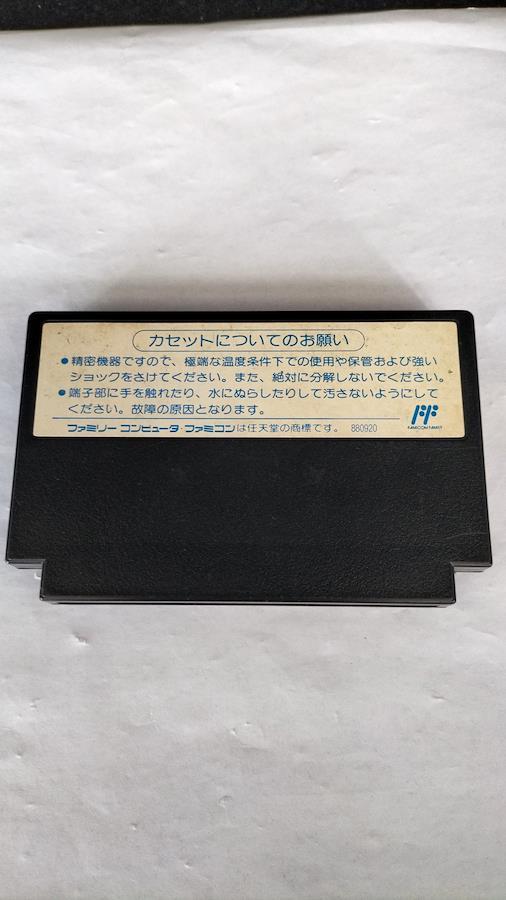 カセットについてのお願い
●精密機器ですので、極端な温度条件下での使用や保管および強い
ショックをさけてください。また、絶対に分解しないでください。
●端子部に手を触れたり、水にぬらしたりして汚さないようにして
ください。故障の原因となります。
FF
FAMICOM FAMILY
ファミリー コンピュータ・ファミコンは任天堂の商標です。 880920